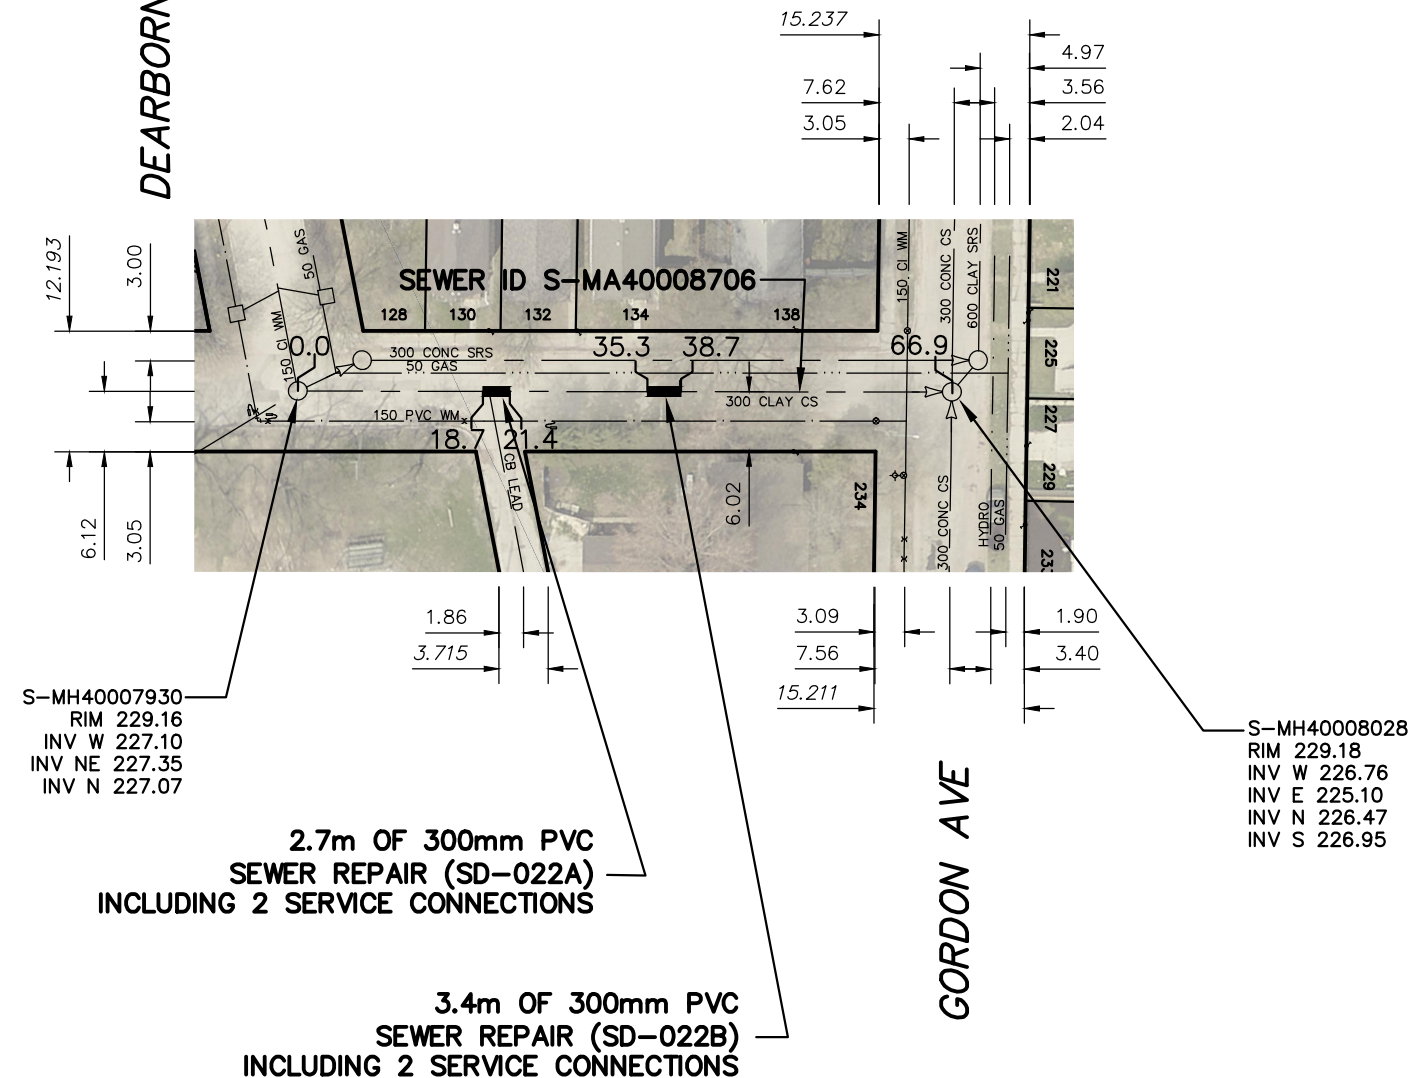 DEARBORN
15.237
4.97
7.62
3.56
3.05
2.04
12.193
3.00
50 GAS
150 CI WM
SEWER ID S-MA40008706
128
130
132
134
138
150 CI WM
300 CONC CS
600 CLAY SRS
221
0.0
300 CONC SRS
50 GAS
35.3
38.7
66.9
225
150 PVC WM
300 CLAY CS
227
18.7
21.4
CB LEAD
6.02
234
300 CONC CS
HYDRO
50 GAS
229
6.12
3.05
1.86
3.715
3.09
7.56
15.211
1.90
3.40
S-MH40007930
RIM 229.16
INV W 227.10
INV NE 227.35
INV N 227.07
S-MH40008028
RIM 229.18
INV W 226.76
INV E 225.10
INV N 226.47
INV S 226.95
2.7m OF 300mm PVC
SEWER REPAIR (SD-022A)
INCLUDING 2 SERVICE CONNECTIONS
GORDON AVE
3.4m OF 300mm PVC
SEWER REPAIR (SD-022B)
INCLUDING 2 SERVICE CONNECTIONS